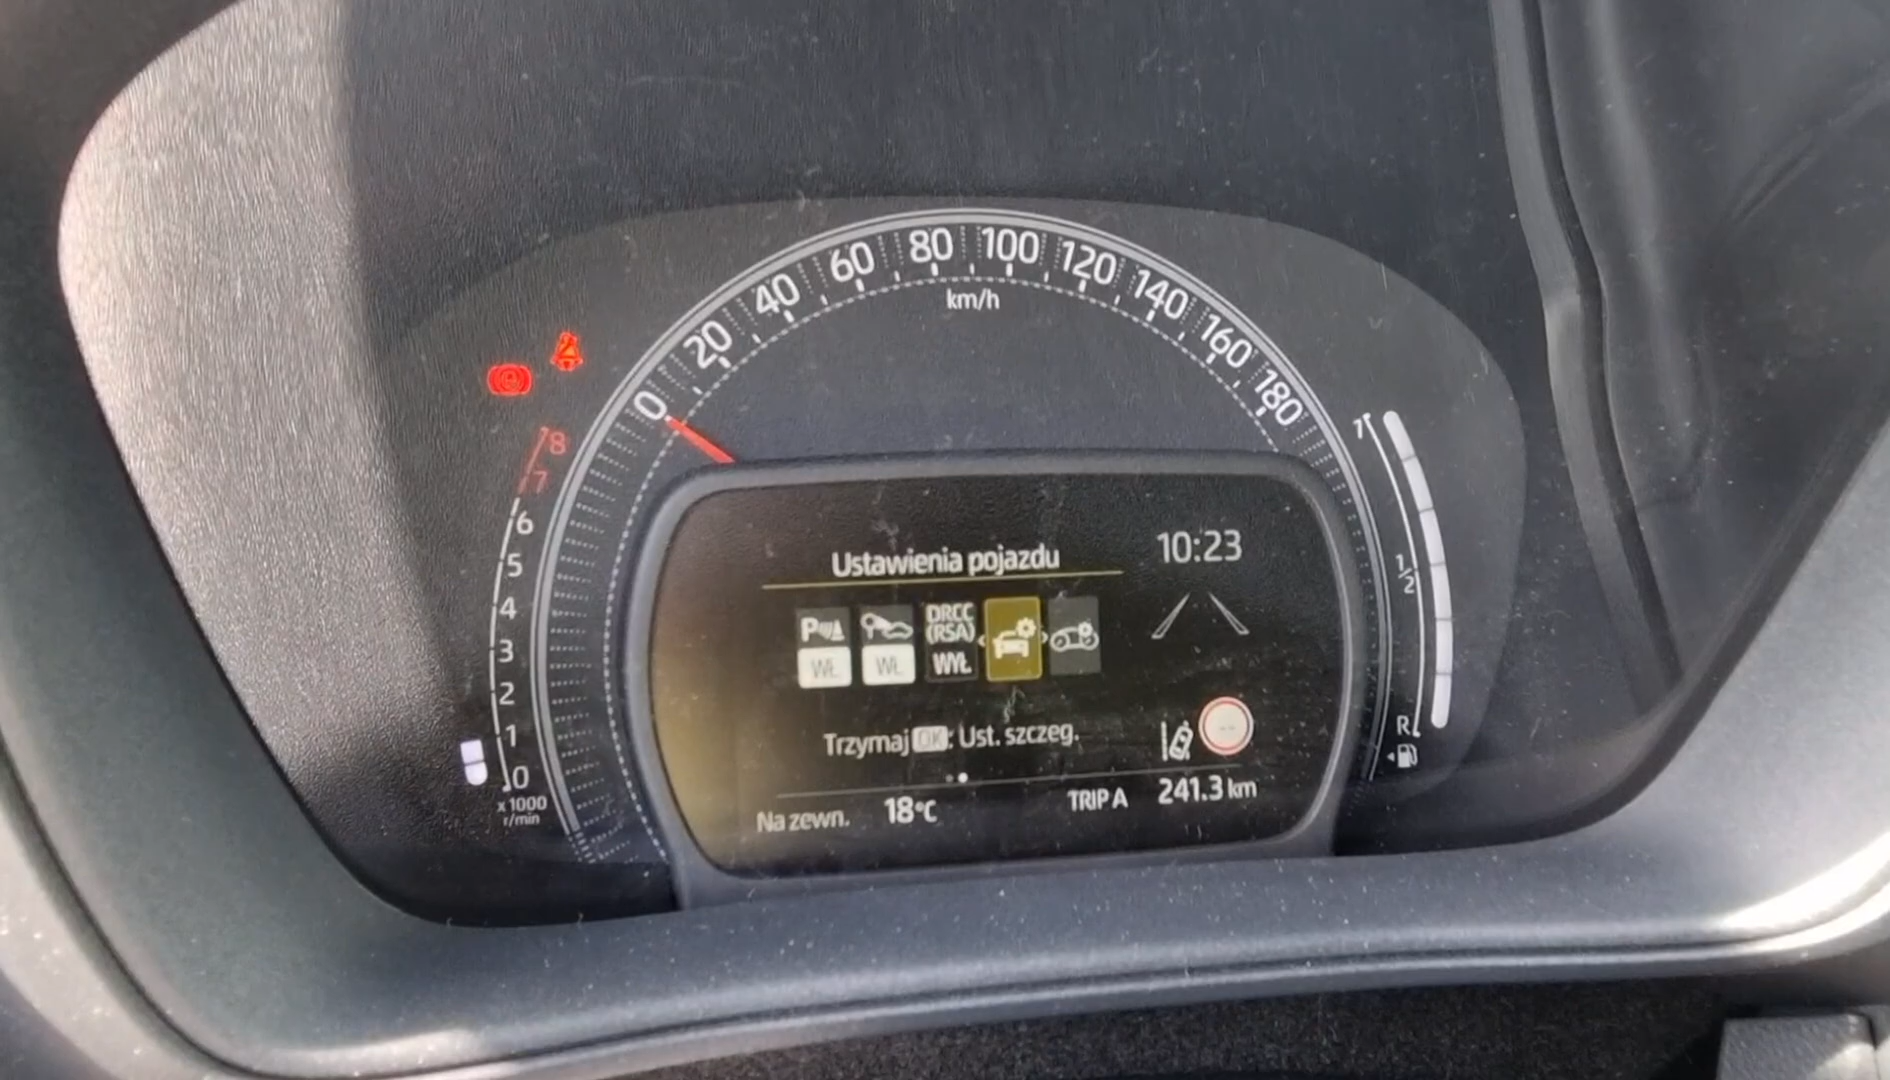 0 20 40 60 80 100 120 140 160 180
km/h
8
7
6
5
4
3
2
1
0
x 1000
r/min
Ustawienia pojazdu
10:23
P
DRCC
(RSA)
WŁ.
WŁ.
WYŁ.
Trzymaj OK: Ust. szczeg.
--
Na zewn. 18°C
TRIP A 241.3 km
1
1/2
R